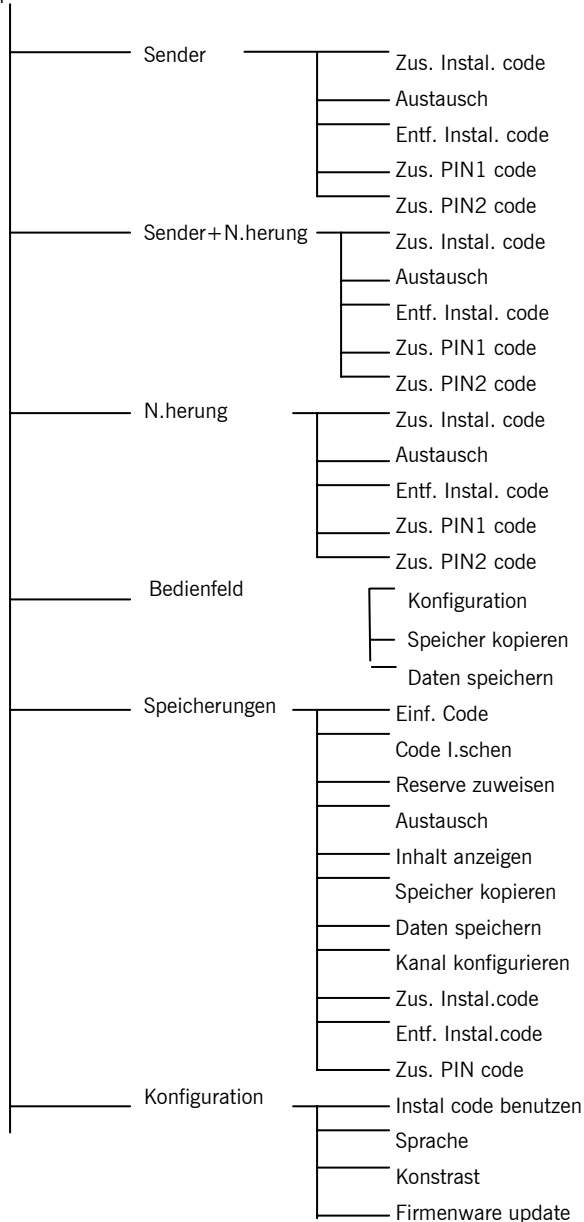 Sender
Zus. Instal. code
Austausch
Entf. Instal. code
Zus. PIN1 code
Zus. PIN2 code
Sender+N.herung
Zus. Instal. code
Austausch
Entf. Instal. code
Zus. PIN1 code
Zus. PIN2 code
N.herung
Zus. Instal. code
Austausch
Entf. Instal. code
Zus. PIN1 code
Zus. PIN2 code
Bedienfeld
Konfiguration
Speicher kopieren
Daten speichern
Speicherungen
Einf. Code
Code I.schen
Reserve zuweisen
Austausch
Inhalt anzeigen
Speicher kopieren
Daten speichern
Kanal konfigurieren
Zus. Instal.code
Entf. Instal.code
Zus. PIN code
Konfiguration
Instal code benutzen
Sprache
Konstrast
Firmenware update